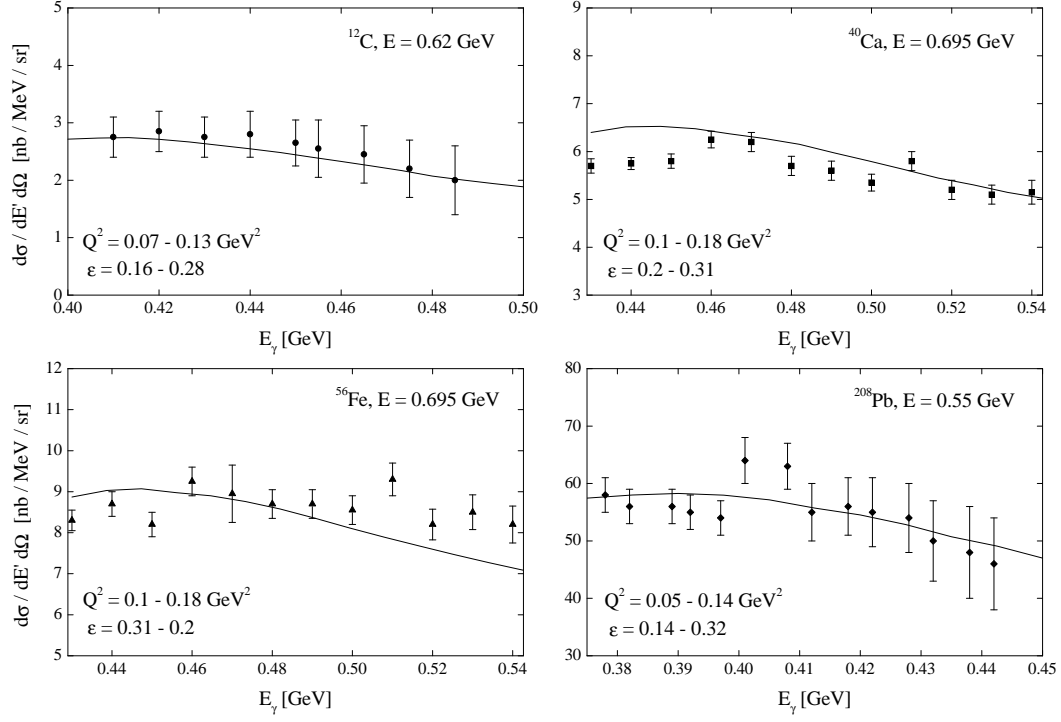 5
4
3
2
1
0
0.40
0.42
0.44
0.46
0.48
0.50
¹²C, E = 0.62 GeV
Q² = 0.07 - 0.13 GeV²
ε = 0.16 - 0.28
E_γ [GeV]
dσ / dE' dΩ [nb / MeV / sr]
9
8
7
6
5
4
3
0.44
0.46
0.48
0.50
0.52
0.54
⁴⁰Ca, E = 0.695 GeV
Q² = 0.1 - 0.18 GeV²
ε = 0.2 - 0.31
E_γ [GeV]
12
11
10
9
8
7
6
5
0.44
0.46
0.48
0.50
0.52
0.54
⁵⁶Fe, E = 0.695 GeV
Q² = 0.1 - 0.18 GeV²
ε = 0.31 - 0.2
E_γ [GeV]
dσ / dE' dΩ [nb / MeV / sr]
80
70
60
50
40
30
0.38
0.39
0.40
0.41
0.42
0.43
0.44
0.45
²⁰⁸Pb, E = 0.55 GeV
Q² = 0.05 - 0.14 GeV²
ε = 0.14 - 0.32
E_γ [GeV]